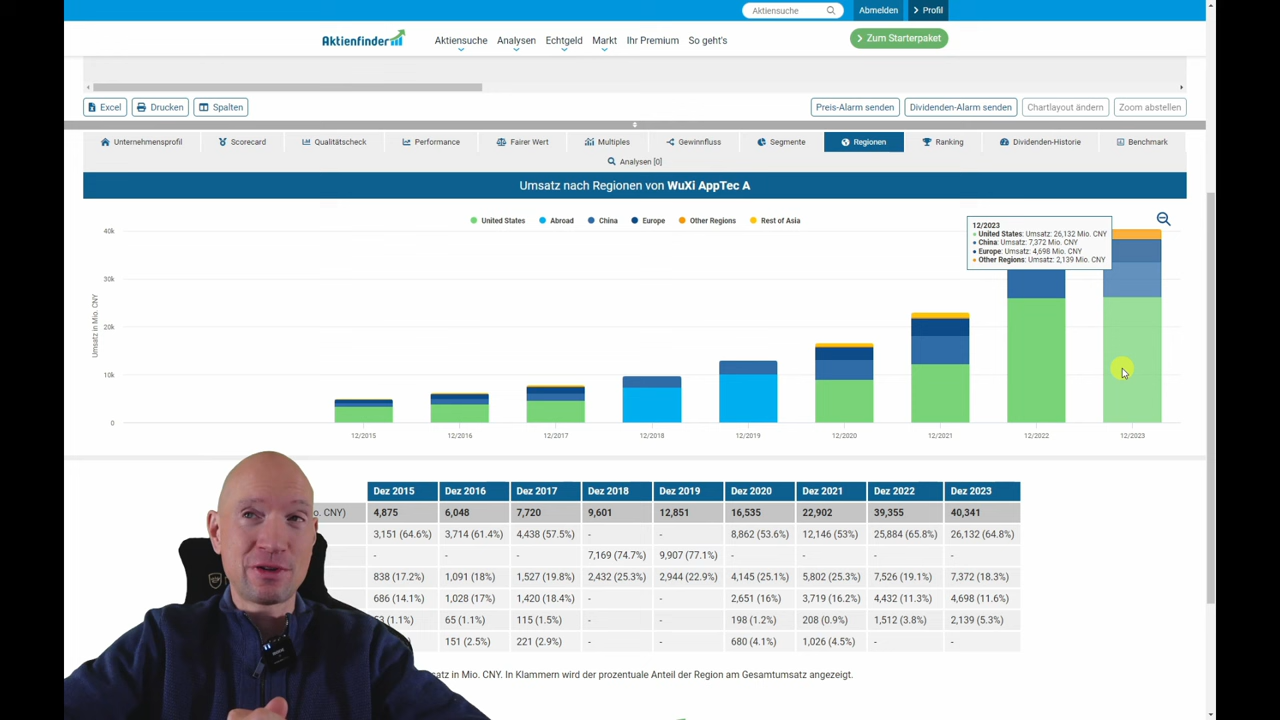 Aktiensuche
Abmelden
Profil
Aktienfinder
Aktiensuche
Analysen
Echtgeld
Markt
Ihr Premium
So geht's
Zum Starterpaket
Excel
Drucken
Spalten
Preis-Alarm senden
Dividenden-Alarm senden
Chartlayout ändern
Zoom abstellen
Unternehmensprofil
Scorecard
Qualitätscheck
Performance
Fairer Wert
Multiples
Gewinnfluss
Segmente
Regionen
Ranking
Dividenden-Historie
Benchmark
Analysen [0]
Umsatz nach Regionen von WuXi AppTec A
United States
Abroad
China
Europe
Other Regions
Rest of Asia
12/2023
United States: Umsatz: 26,132 Mio. CNY
China: Umsatz: 7,372 Mio. CNY
Europe: Umsatz: 4,698 Mio. CNY
Other Regions: Umsatz: 2,139 Mio. CNY
Umsatz in Mio. CNY
40k
30k
20k
10k
0
12/2015 12/2016 12/2017 12/2018 12/2019 12/2020 12/2021 12/2022 12/2023
Dez 2015 Dez 2016 Dez 2017 Dez 2018 Dez 2019 Dez 2020 Dez 2021 Dez 2022 Dez 2023
CNY) 4,875 6,048 7,720 9,601 12,851 16,535 22,902 39,355 40,341
3,151 (64.6%) 3,714 (61.4%) 4,438 (57.5%) - - 8,862 (53.6%) 12,146 (53%) 25,884 (65.8%) 26,132 (64.8%)
- - - 7,169 (74.7%) 9,907 (77.1%) - - - -
838 (17.2%) 1,091 (18%) 1,527 (19.8%) 2,432 (25.3%) 2,944 (22.9%) 4,145 (25.1%) 5,802 (25.3%) 7,526 (19.1%) 7,372 (18.3%)
686 (14.1%) 1,028 (17%) 1,420 (18.4%) - - 2,651 (16%) 3,719 (16.2%) 4,432 (11.3%) 4,698 (11.6%)
(1.1%) 65 (1.1%) 115 (1.5%) - - 198 (1.2%) 208 (0.9%) 1,512 (3.8%) 2,139 (5.3%)
151 (2.5%) 221 (2.9%) - - 680 (4.1%) 1,026 (4.5%) - -
in Mio. CNY. In Klammern wird der prozentuale Anteil der Region am Gesamtumsatz angezeigt.